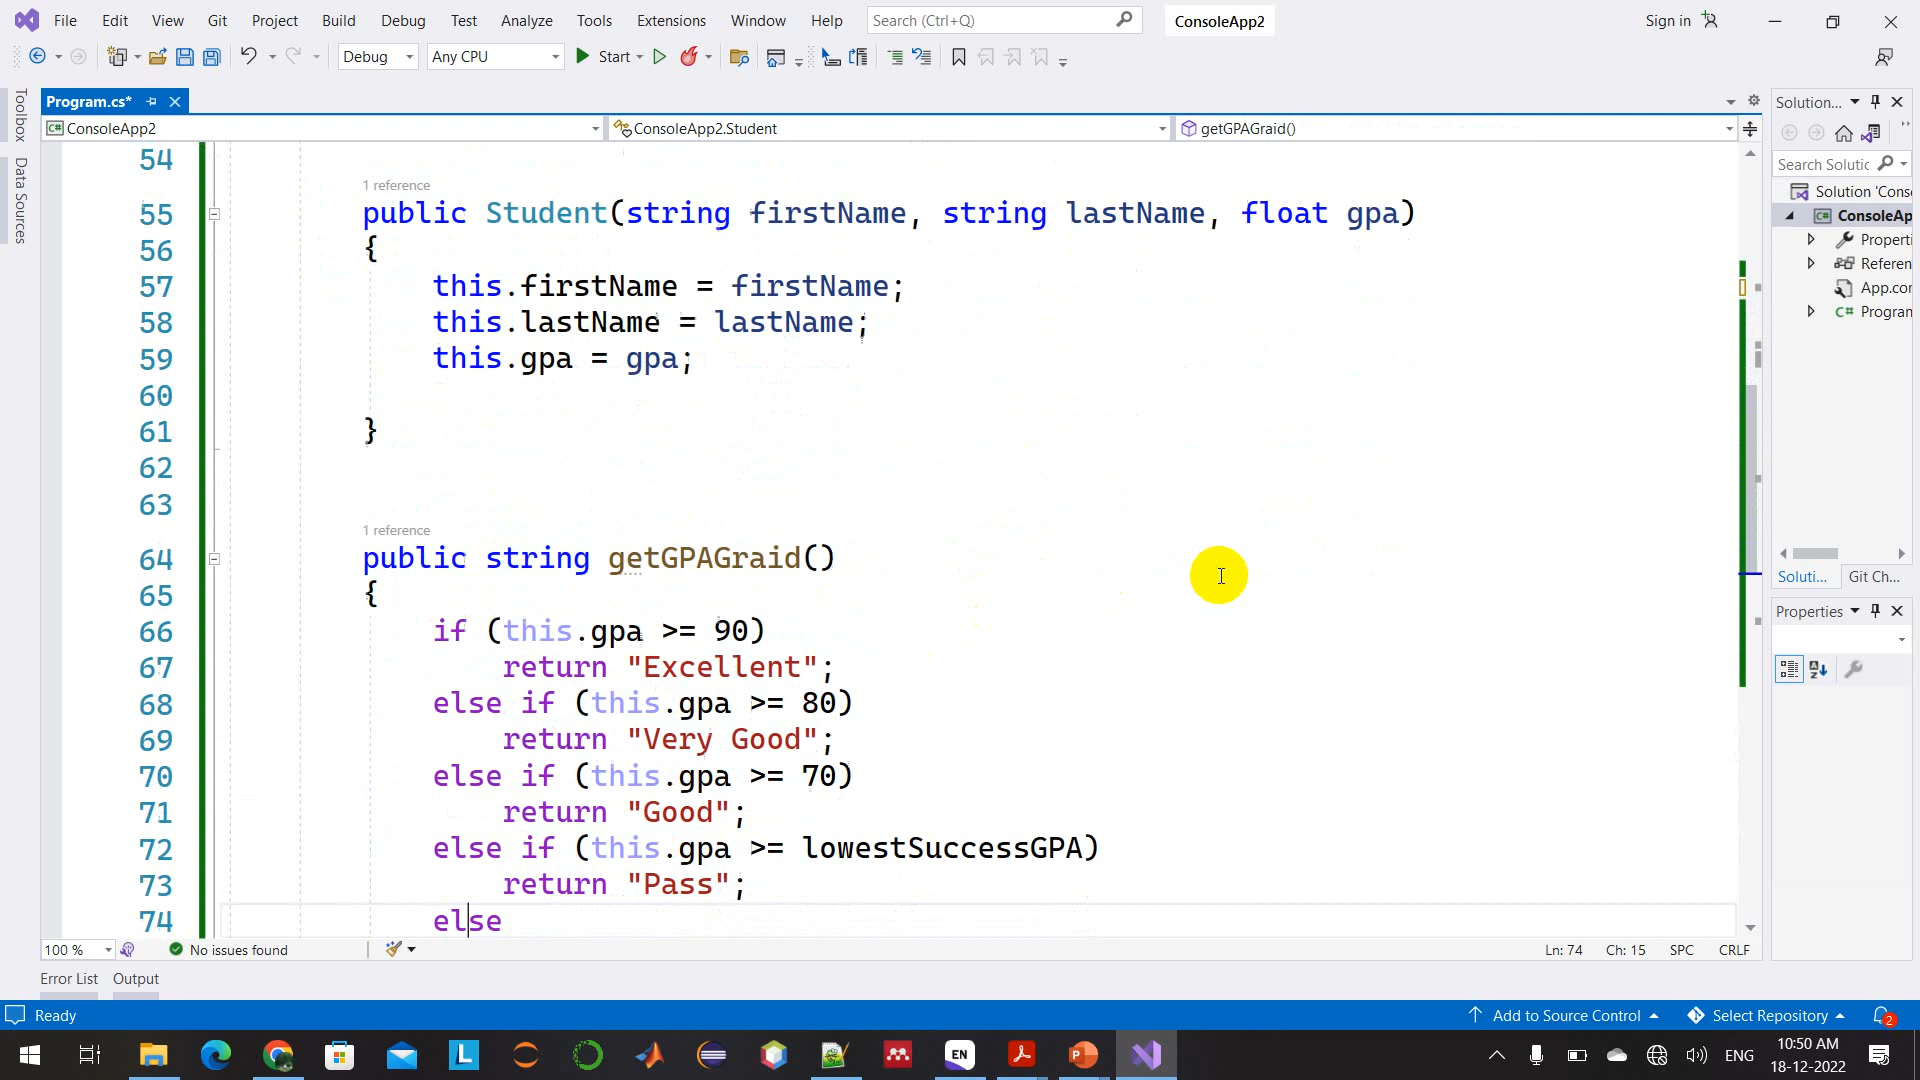 File Edit View Git Project Build Debug Test Analyze Tools Extensions Window Help Search (Ctrl+Q) ConsoleApp2 Sign in
Debug Any CPU Start
Toolbox
Data Sources
Program.cs*
Solution...
ConsoleApp2 ConsoleApp2.Student getGPAGraid()
Search Solutic
Solution 'Cons
ConsoleAp
Properti
Referen
App.cor
Program
54
1 reference
55 public Student(string firstName, string lastName, float gpa)
56 {
57 this.firstName = firstName;
58 this.lastName = lastName;
59 this.gpa = gpa;
60
61 }
62
63
1 reference
64 public string getGPAGraid()
65 {
66 if (this.gpa >= 90)
67 return "Excellent";
68 else if (this.gpa >= 80)
69 return "Very Good";
70 else if (this.gpa >= 70)
71 return "Good";
72 else if (this.gpa >= lowestSuccessGPA)
73 return "Pass";
74 else
Soluti... Git Ch...
Properties
100 % No issues found Ln: 74 Ch: 15 SPC CRLF
Error List Output
Ready Add to Source Control Select Repository 2
L EN P ENG 10:50 AM
18-12-2022